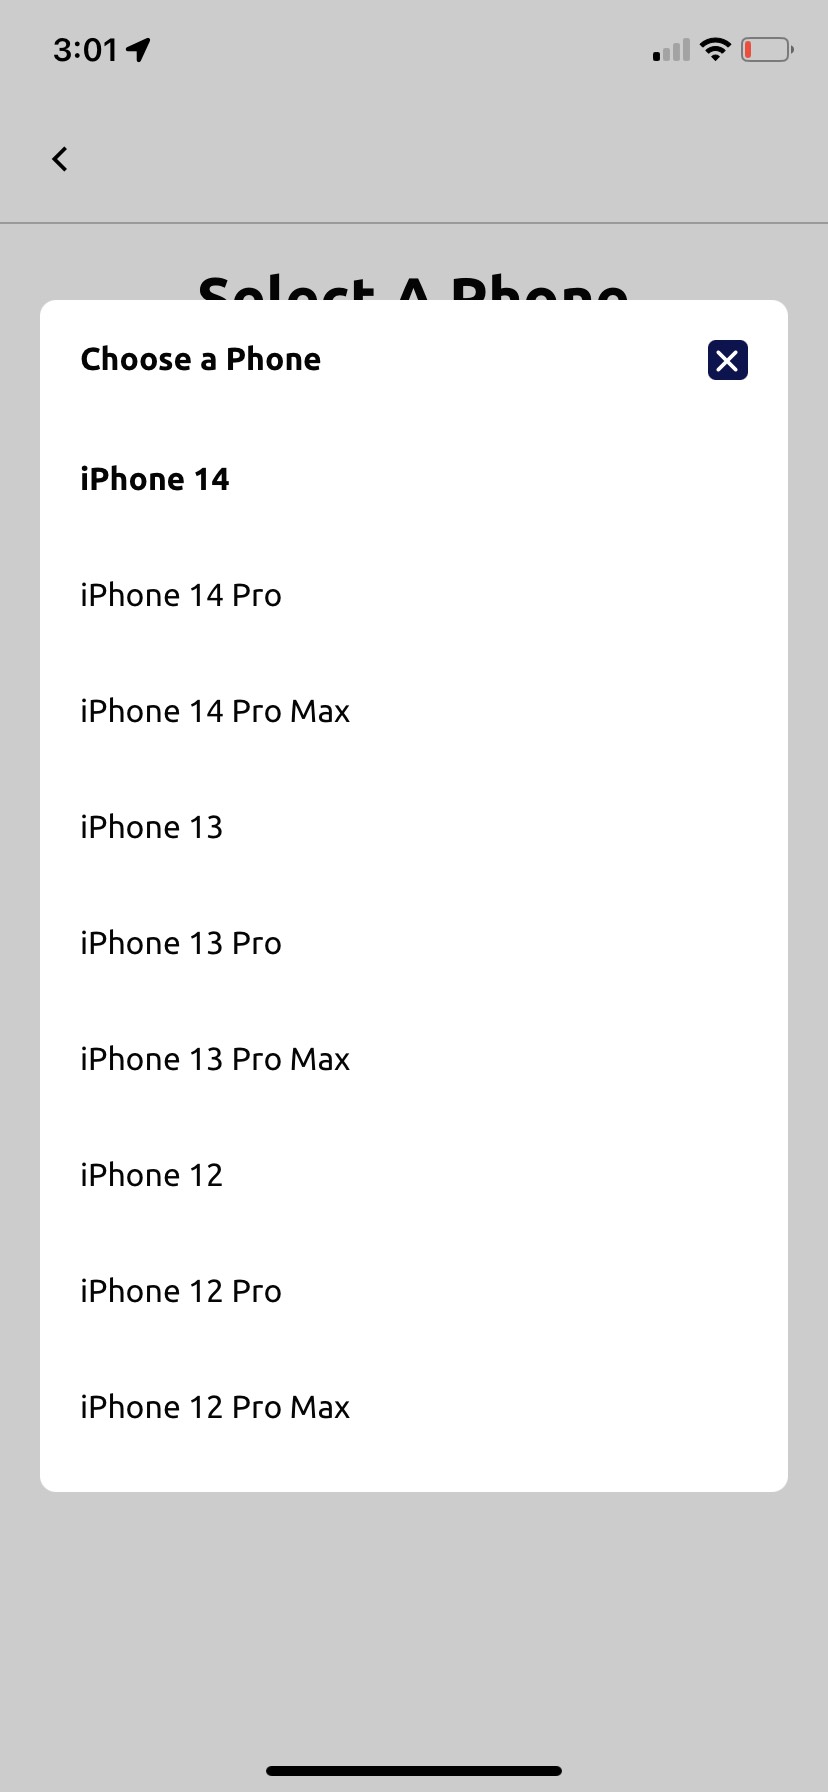 3:01
Select A Phone
Choose a Phone
iPhone 14
iPhone 14 Pro
iPhone 14 Pro Max
iPhone 13
iPhone 13 Pro
iPhone 13 Pro Max
iPhone 12
iPhone 12 Pro
iPhone 12 Pro Max